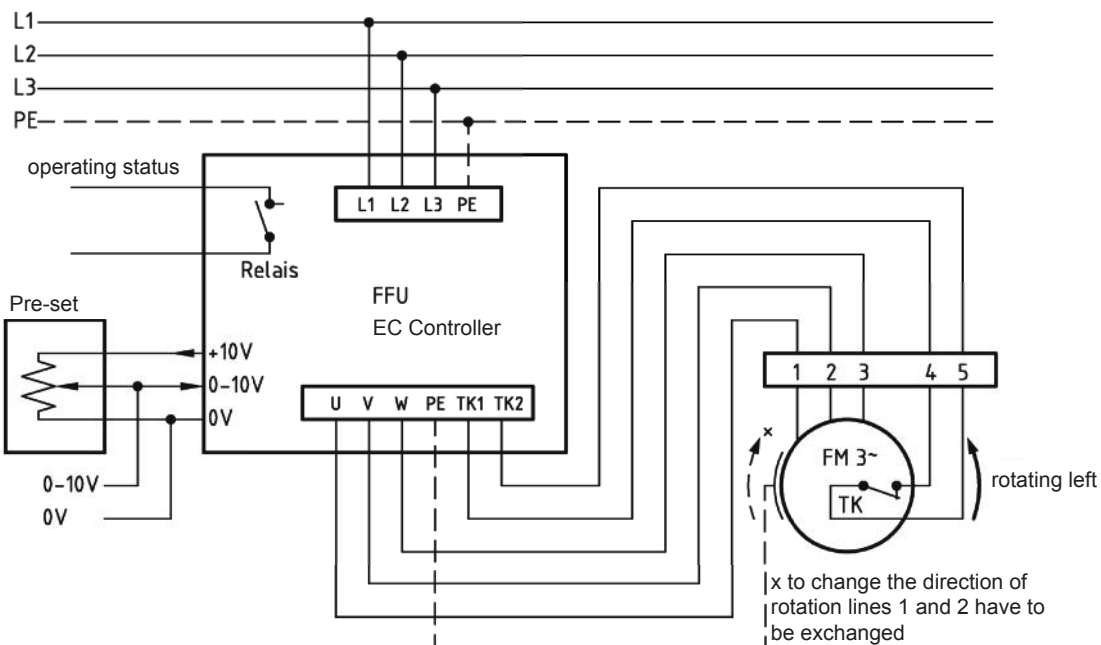 L1
L2
L3
PE
operating status
L1 L2 L3 PE
Relais
FFU
EC Controller
Pre-set
+10V
0-10V
0V
U V W PE TK1 TK2
0-10V
0V
1 2 3 4 5
x
FM 3~
TK
rotating left
x to change the direction of
rotation lines 1 and 2 have to
be exchanged